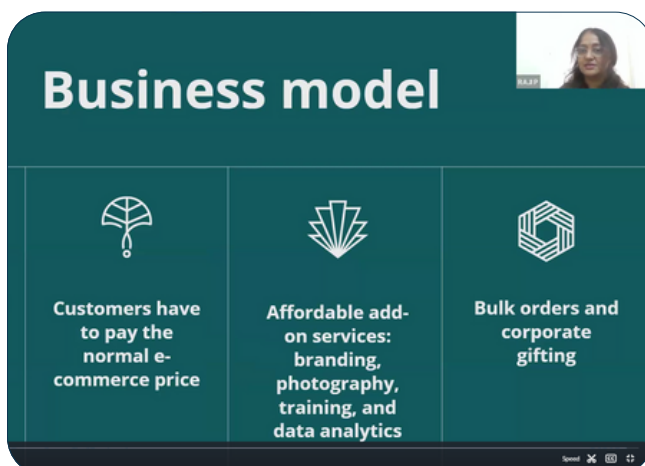 Business model
Customers have
to pay the
normal e-
commerce price
Affordable add-
on services:
branding,
photography,
training, and
data analytics
Bulk orders and
corporate
gifting
Speed
CC